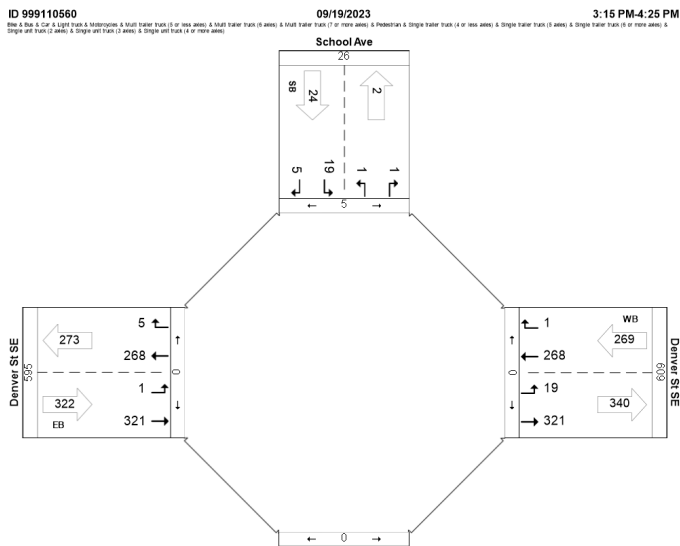 ID 999110560 09/19/2023 3:15 PM-4:25 PM
Bike & Bus & Car & Light truck & Motorcycles & Multi trailer truck (5 or less axles) & Multi trailer truck (6 axles) & Multi trailer truck (7 or more axles) & Pedestrian & Single trailer truck (4 or less axles) & Single trailer truck (5 axles) & Single trailer truck (6 or more axles) &
Single unit truck (2 axles) & Single unit truck (3 axles) & Single unit truck (4 or more axles)
School Ave
26
SB
24
2
5 19 1 1
← 5 →
Denver St SE
595
273
322
EB
5
268
1
321
↑
0
↓
↑
0
↓
1
268
19
321
WB
269
340
609
Denver St SE
← 0 →